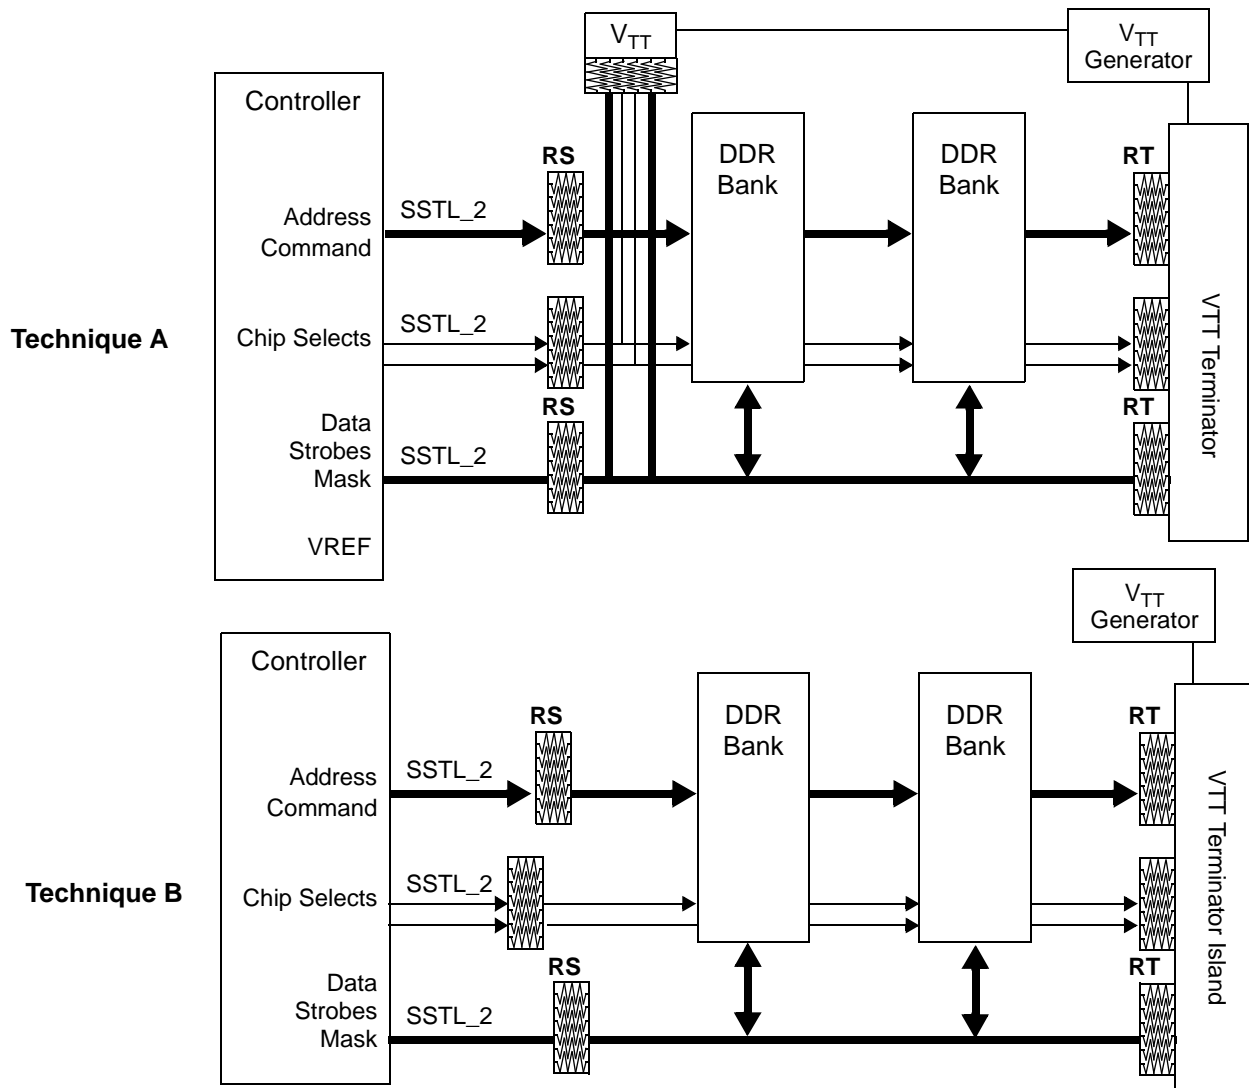 VTT
VTT
Generator
Controller
RS
DDR
Bank
DDR
Bank
RT
Address
Command
SSTL_2
Technique A
Chip Selects
SSTL_2
RS
RT
Data
Strobes
Mask
SSTL_2
VREF
VTT Terminator
VTT
Generator
Controller
RS
DDR
Bank
DDR
Bank
RT
Address
Command
SSTL_2
Technique B
Chip Selects
SSTL_2
RS
RT
Data
Strobes
Mask
SSTL_2
VTT Terminator Island